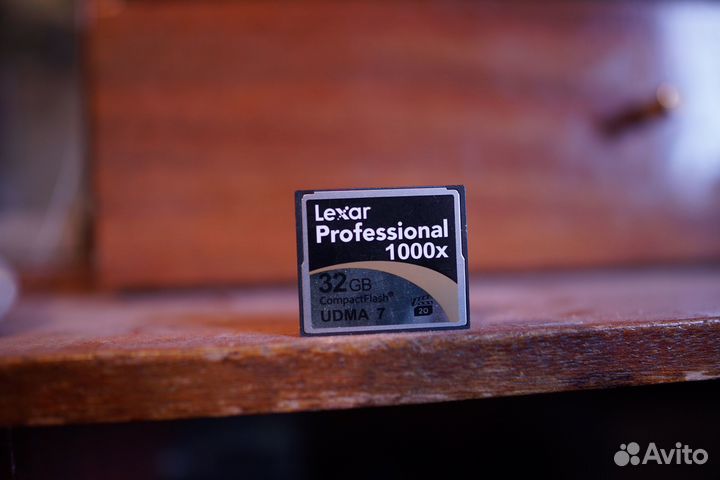 Lexar
Professional
1000x
32GB
CompactFlash®
UDMA 7
20
Avito